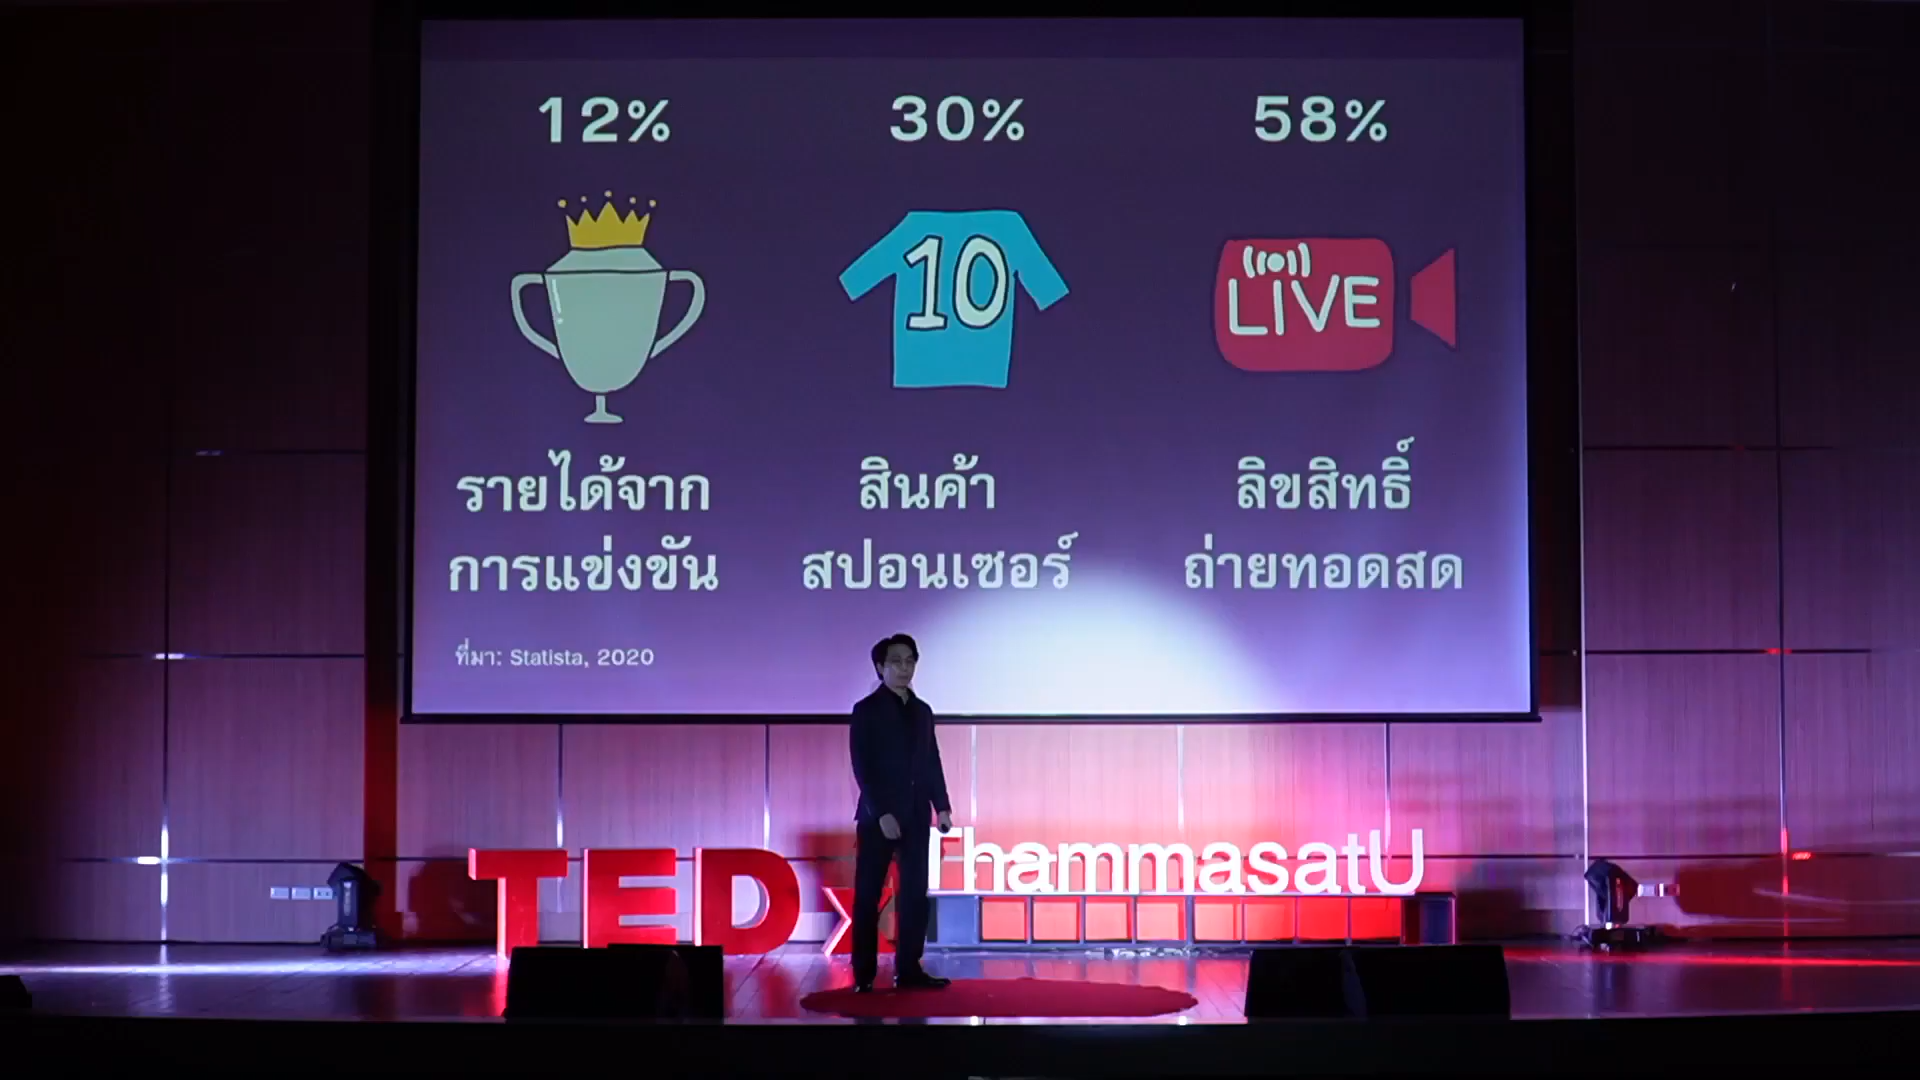 12%
30%
58%
10
LIVE
รายได้จาก
การแข่งขัน
สินค้า
สปอนเซอร์
ลิขสิทธิ์
ถ่ายทอดสด
ที่มา: Statista, 2020
TEDx
ThammasatU